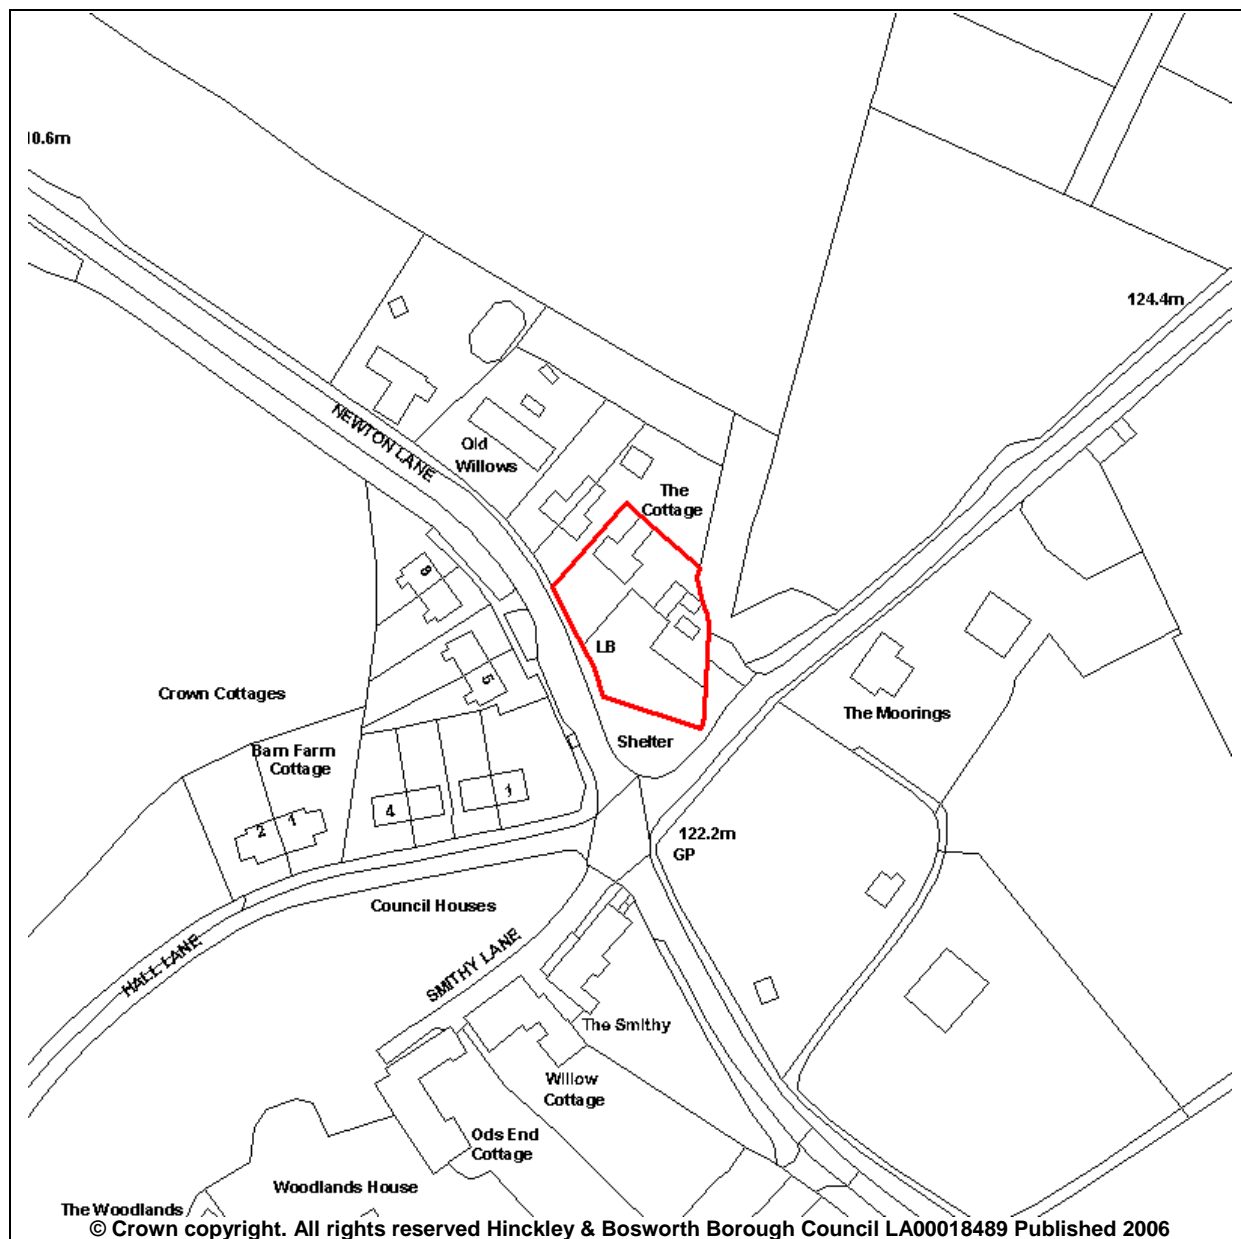 10.6m
124.4m
NEWTON LANE
Old
Willows
The
Cottage
8
LB
5
Crown Cottages
The Moorings
Shelter
Barn Farm
Cottage
1
4
2 1
122.2m
GP
Council Houses
HALL LANE
SMITHY LANE
The Smithy
Willow
Cottage
Ods End
Cottage
Woodlands House
The Woodlands
© Crown copyright. All rights reserved Hinckley & Bosworth Borough Council LA00018489 Published 2006